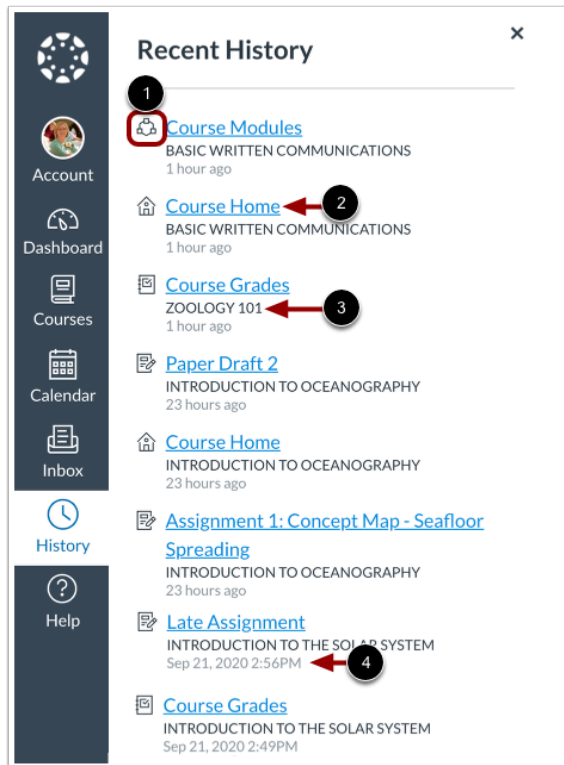 Recent History
×
1
Course Modules
BASIC WRITTEN COMMUNICATIONS
1 hour ago
Course Home
2
BASIC WRITTEN COMMUNICATIONS
1 hour ago
Course Grades
ZOOLOGY 101
3
1 hour ago
Paper Draft 2
INTRODUCTION TO OCEANOGRAPHY
23 hours ago
Course Home
INTRODUCTION TO OCEANOGRAPHY
23 hours ago
Assignment 1: Concept Map - Seafloor
Spreading
INTRODUCTION TO OCEANOGRAPHY
23 hours ago
Late Assignment
INTRODUCTION TO THE SOLAR SYSTEM
Sep 21, 2020 2:56PM
4
Course Grades
INTRODUCTION TO THE SOLAR SYSTEM
Sep 21, 2020 2:49PM
Account
Dashboard
Courses
Calendar
Inbox
History
Help